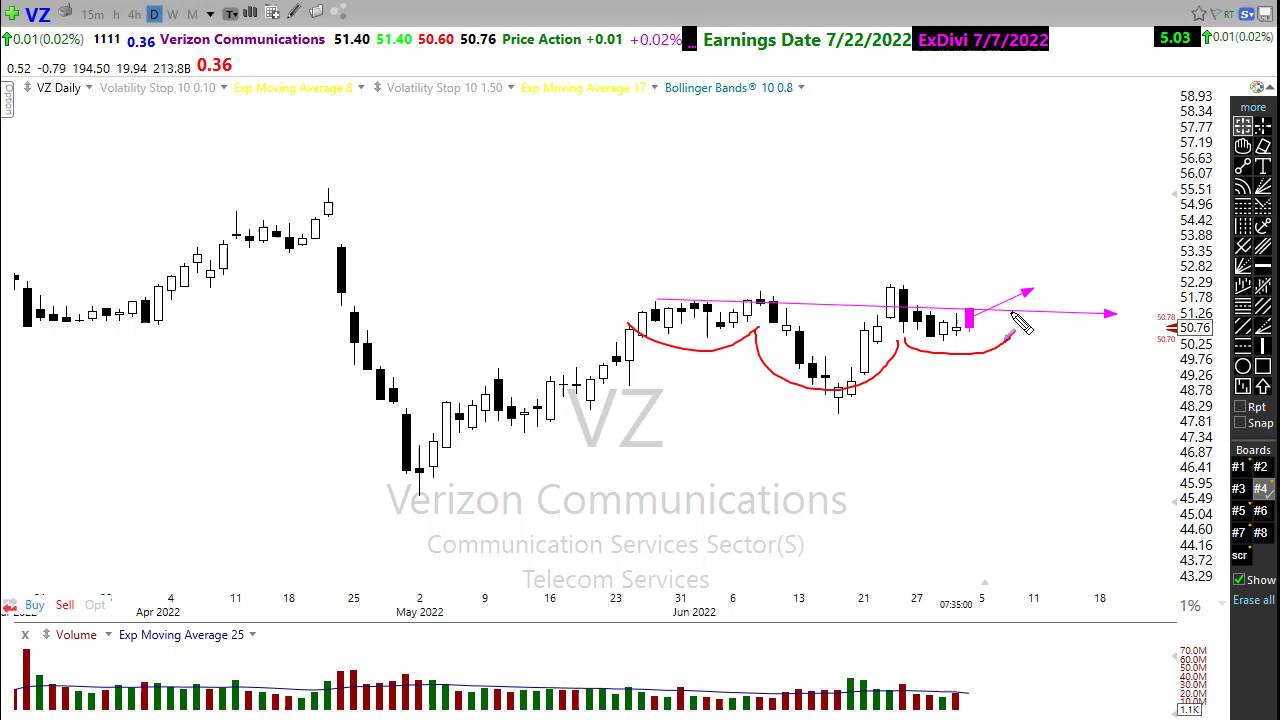 VZ 15m h 4h D W M T RT S
0.01(0.02%) 1111 0.36 Verizon Communications 51.40 51.40 50.60 50.76 Price Action +0.01 +0.02% ... Earnings Date 7/22/2022 ExDivi 7/7/2022 5.03 0.01(0.02%)
0.52 -0.79 194.50 19.94 213.8B 0.36
Option
VZ Daily Volatility Stop 10 0.10 Exp Moving Average 8 Volatility Stop 10 1.50 Exp Moving Average 17 Bollinger Bands® 10 0.8
58.93
58.34
57.77
57.19
56.63
56.07
55.51
54.96
54.42
53.88
53.35
52.82
52.29
51.78
51.26
50.78
50.76
50.70
50.25
49.76
49.26
48.78
48.29
47.81
47.34
46.87
46.41
45.95
45.49
45.04
44.60
44.16
43.72
43.29
more
T
Rpt
Snap
Boards
#1 #2
#3 #4
#5 #6
#7 #8
scr
Show
Erase all
VZ
Verizon Communications
Communication Services Sector(S)
Telecom Services
4 11 18 25 2 9 16 23 31 6 13 21 27 07:35:00 5 11 18
Apr 2022 May 2022 Jun 2022
Buy Sell Opt
1%
X Volume Exp Moving Average 25
70.0M
60.0M
50.0M
40.0M
30.0M
20.0M
10.0M
1.1K